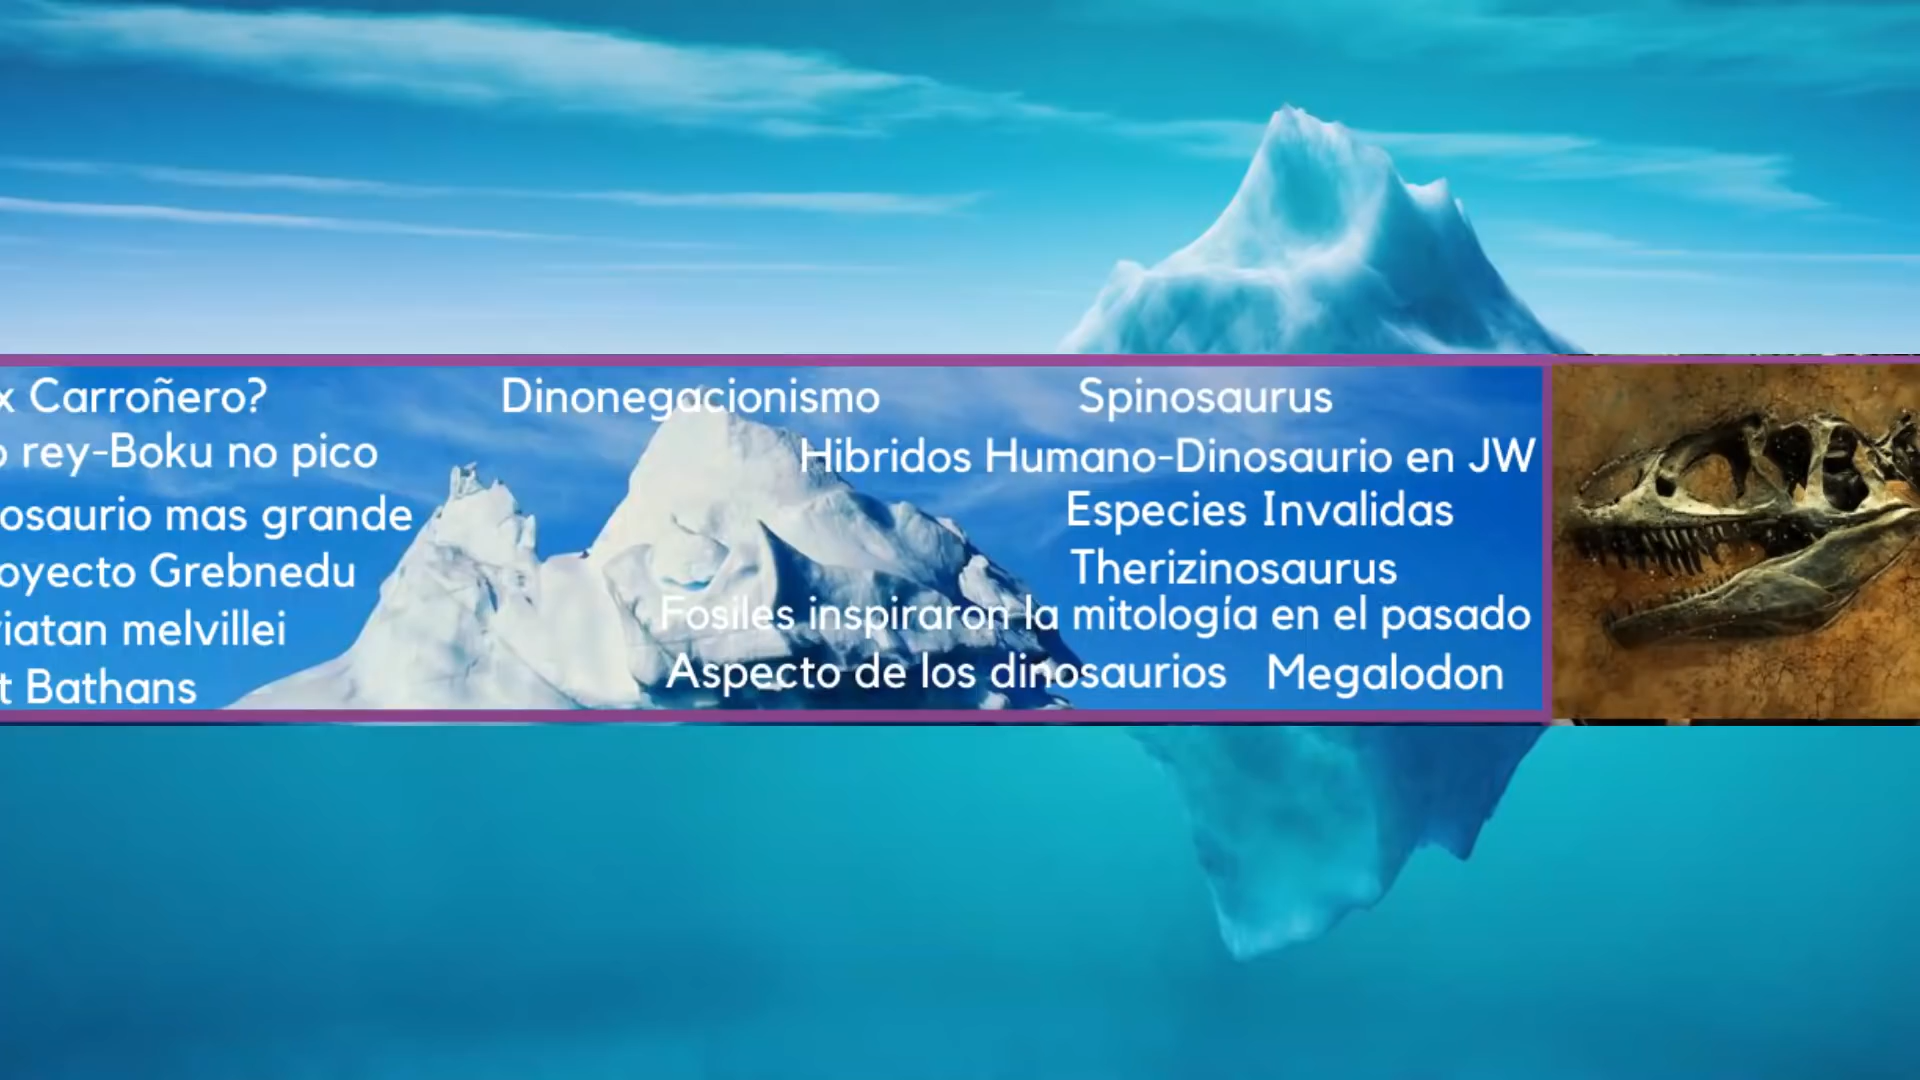 x Carroñero?
Dinonegacionismo
Spinosaurus
o rey-Boku no pico
Hibridos Humano-Dinosaurio en JW
osaurio mas grande
Especies Invalidas
oyecto Grebnedu
Therizinosaurus
Fosiles inspiraron la mitología en el pasado
iatan melvillei
Aspecto de los dinosaurios
Megalodon
t Bathans